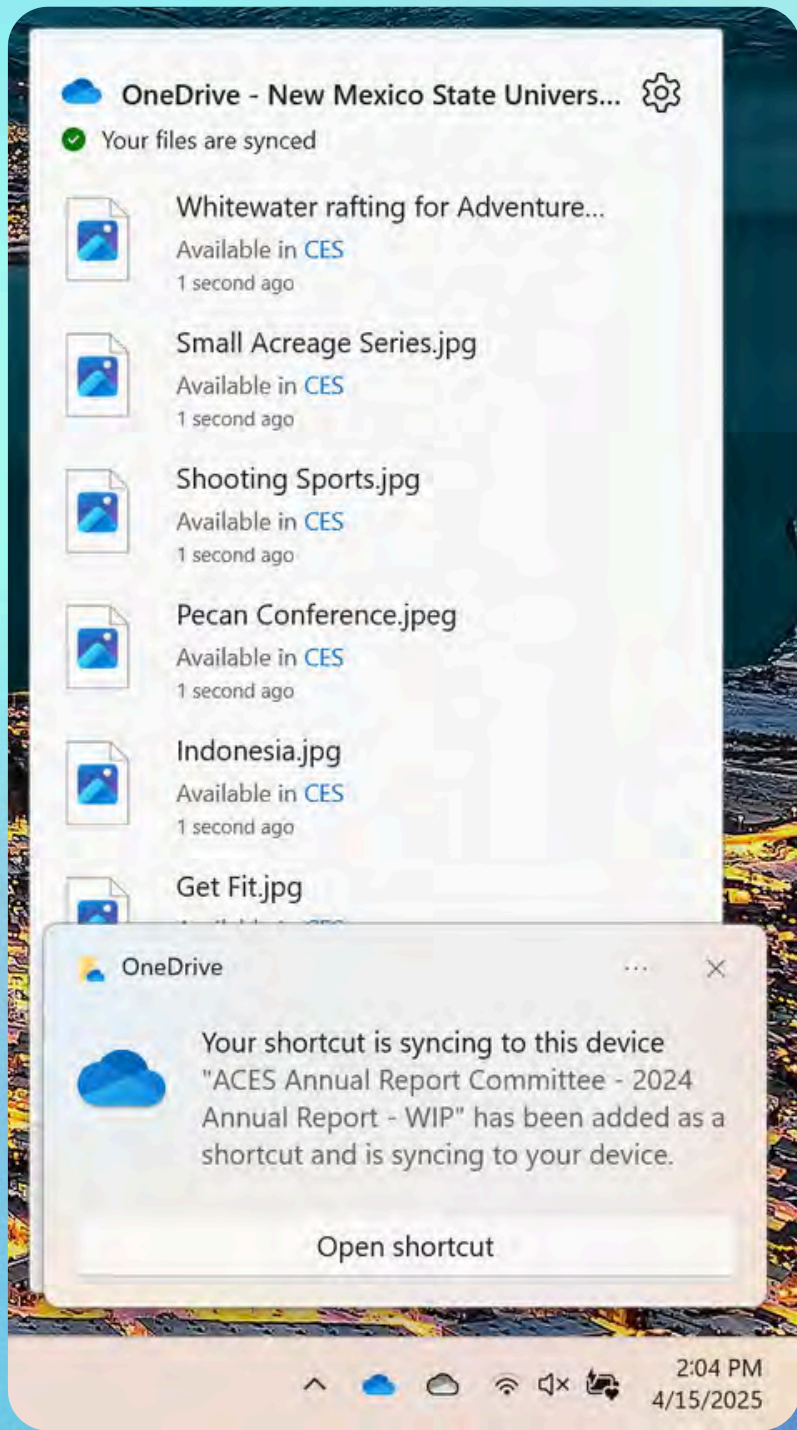 OneDrive - New Mexico State Univers...
Your files are synced
Whitewater rafting for Adventure...
Available in CES
1 second ago
Small Acreage Series.jpg
Available in CES
1 second ago
Shooting Sports.jpg
Available in CES
1 second ago
Pecan Conference.jpeg
Available in CES
1 second ago
Indonesia.jpg
Available in CES
1 second ago
Get Fit.jpg
OneDrive
Your shortcut is syncing to this device
"ACES Annual Report Committee - 2024
Annual Report - WIP" has been added as a
shortcut and is syncing to your device.
Open shortcut
2:04 PM
4/15/2025